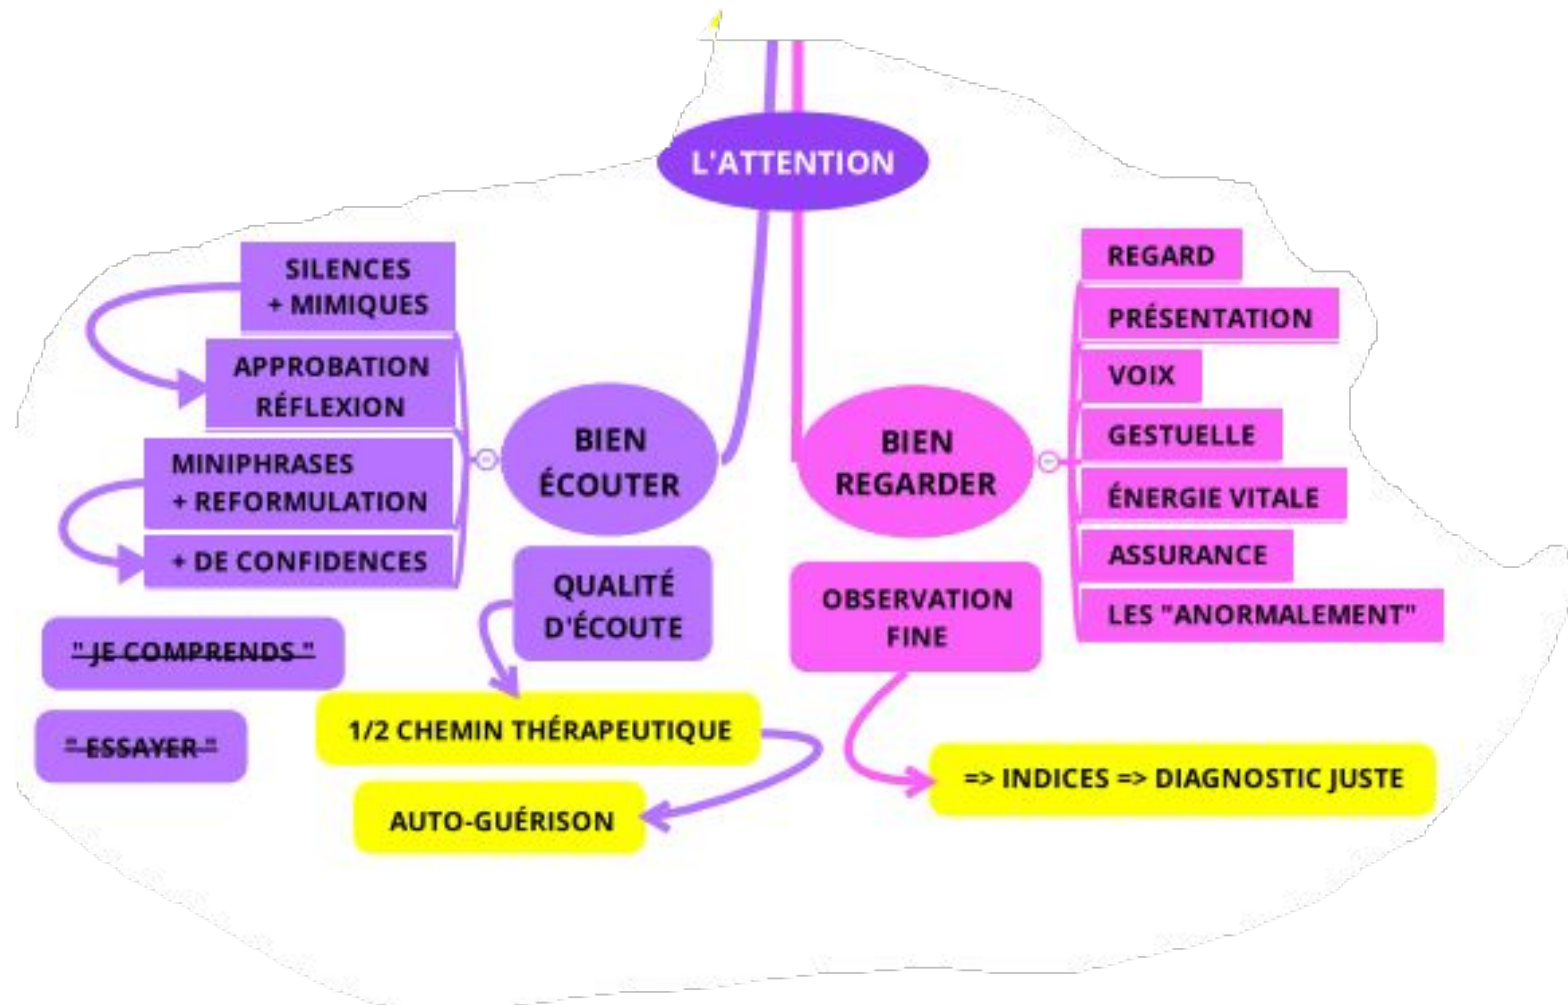 L'ATTENTION
SILENCES
+ MIMIQUES
APPROBATION
RÉFLEXION
MINIPHRASES
+ REFORMULATION
+ DE CONFIDENCES
BIEN
ÉCOUTER
QUALITÉ
D'ÉCOUTE
" JE COMPRENDS "
" ESSAYER "
1/2 CHEMIN THÉRAPEUTIQUE
AUTO-GUÉRISON
BIEN
REGARDER
REGARD
PRÉSENTATION
VOIX
GESTUELLE
ÉNERGIE VITALE
ASSURANCE
LES "ANORMALEMENT"
OBSERVATION
FINE
=> INDICES => DIAGNOSTIC JUSTE